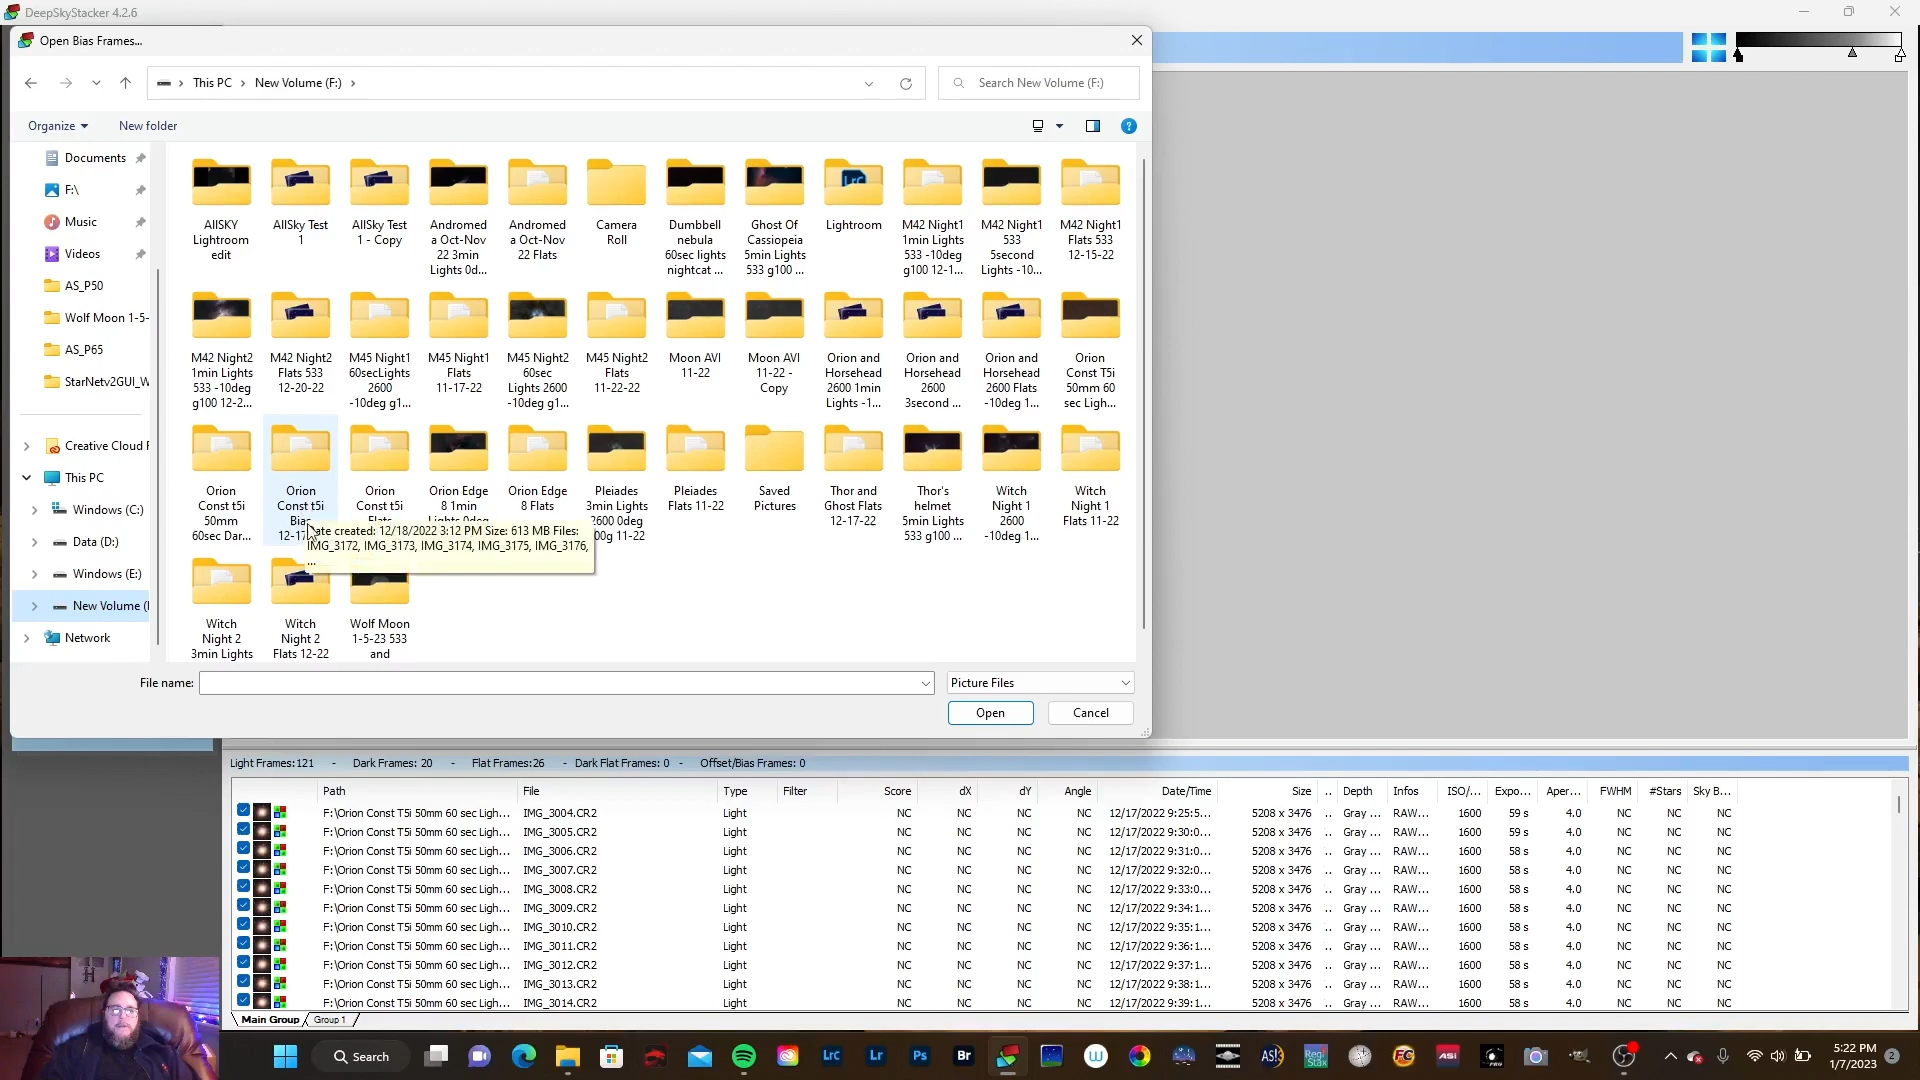 DeepSkyStacker 4.2.6
Open Bias Frames...
This PC > New Volume (F:) >
Search New Volume (F:)
Organize
New folder
Documents
F:\
Music
Videos
AS_P50
Wolf Moon 1-5-
AS_P65
StarNetv2GUI_W
Creative Cloud F
This PC
Windows (C:)
Data (D:)
Windows (E:)
New Volume (
Network
AllSKY Lightroom edit
AllSky Test 1
AllSky Test 1 - Copy
Andromeda Oct-Nov 22 3min Lights 0d...
Andromeda Oct-Nov 22 Flats
Camera Roll
Dumbbell nebula 60sec lights nightcat ...
Ghost Of Cassiopeia 5min Lights 533 g100 ...
Lightroom
M42 Night1 1min Lights 533 -10deg g100 12-1...
M42 Night1 533 5second Lights -10...
M42 Night1 Flats 533 12-15-22
M42 Night2 1min Lights 533 -10deg g100 12-2...
M42 Night2 Flats 533 12-20-22
M45 Night1 60secLights 2600 -10deg g1...
M45 Night1 Flats 11-17-22
M45 Night2 60sec Lights 2600 -10deg g1...
M45 Night2 Flats 11-22-22
Moon AVI 11-22
Moon AVI 11-22 - Copy
Orion and Horsehead 2600 1min Lights -1...
Orion and Horsehead 2600 3second ...
Orion and Horsehead 2600 Flats -10deg 1...
Orion Const T5i 50mm 60 sec Ligh...
Orion Const t5i 50mm 60sec Dar...
Orion Const t5i Bias 12-17
Orion Const t5i Flats
Orion Edge 8 1min Lights 0deg
Orion Edge 8 Flats
Pleiades 3min Lights 2600 0deg 00g 11-22
Pleiades Flats 11-22
Saved Pictures
Thor and Ghost Flats 12-17-22
Thor's helmet 5min Lights 533 g100 ...
Witch Night 1 2600 -10deg 1...
Witch Night 1 Flats 11-22
ate created: 12/18/2022 3:12 PM Size: 613 MB Files:
IMG_3172, IMG_3173, IMG_3174, IMG_3175, IMG_3176,
...
Witch Night 2 3min Lights
Witch Night 2 Flats 12-22
Wolf Moon 1-5-23 533 and
File name:
Picture Files
Open
Cancel
Light Frames:121 - Dark Frames: 20 - Flat Frames:26 - Dark Flat Frames: 0 - Offset/Bias Frames: 0
Path File Type Filter Score dX dY Angle Date/Time Size .. Depth Infos ISO/... Expo... Aper... FWHM #Stars Sky B...
F:\Orion Const T5i 50mm 60 sec Ligh... IMG_3004.CR2 Light NC NC NC NC 12/17/2022 9:25:5... 5208 x 3476 .. Gray ... RAW... 1600 59 s 4.0 NC NC NC
F:\Orion Const T5i 50mm 60 sec Ligh... IMG_3005.CR2 Light NC NC NC NC 12/17/2022 9:30:0... 5208 x 3476 .. Gray ... RAW... 1600 59 s 4.0 NC NC NC
F:\Orion Const T5i 50mm 60 sec Ligh... IMG_3006.CR2 Light NC NC NC NC 12/17/2022 9:31:0... 5208 x 3476 .. Gray ... RAW... 1600 58 s 4.0 NC NC NC
F:\Orion Const T5i 50mm 60 sec Ligh... IMG_3007.CR2 Light NC NC NC NC 12/17/2022 9:32:0... 5208 x 3476 .. Gray ... RAW... 1600 58 s 4.0 NC NC NC
F:\Orion Const T5i 50mm 60 sec Ligh... IMG_3008.CR2 Light NC NC NC NC 12/17/2022 9:33:0... 5208 x 3476 .. Gray ... RAW... 1600 58 s 4.0 NC NC NC
F:\Orion Const T5i 50mm 60 sec Ligh... IMG_3009.CR2 Light NC NC NC NC 12/17/2022 9:34:1... 5208 x 3476 .. Gray ... RAW... 1600 58 s 4.0 NC NC NC
F:\Orion Const T5i 50mm 60 sec Ligh... IMG_3010.CR2 Light NC NC NC NC 12/17/2022 9:35:1... 5208 x 3476 .. Gray ... RAW... 1600 58 s 4.0 NC NC NC
F:\Orion Const T5i 50mm 60 sec Ligh... IMG_3011.CR2 Light NC NC NC NC 12/17/2022 9:36:1... 5208 x 3476 .. Gray ... RAW... 1600 58 s 4.0 NC NC NC
F:\Orion Const T5i 50mm 60 sec Ligh... IMG_3012.CR2 Light NC NC NC NC 12/17/2022 9:37:1... 5208 x 3476 .. Gray ... RAW... 1600 58 s 4.0 NC NC NC
F:\Orion Const T5i 50mm 60 sec Ligh... IMG_3013.CR2 Light NC NC NC NC 12/17/2022 9:38:1... 5208 x 3476 .. Gray ... RAW... 1600 58 s 4.0 NC NC NC
F:\Orion Const T5i 50mm 60 sec Ligh... IMG_3014.CR2 Light NC NC NC NC 12/17/2022 9:39:1... 5208 x 3476 .. Gray ... RAW... 1600 58 s 4.0 NC NC NC
Main Group Group 1
Search
LrC Lr Ps Br
AS! ASI
5:22 PM
1/7/2023
2